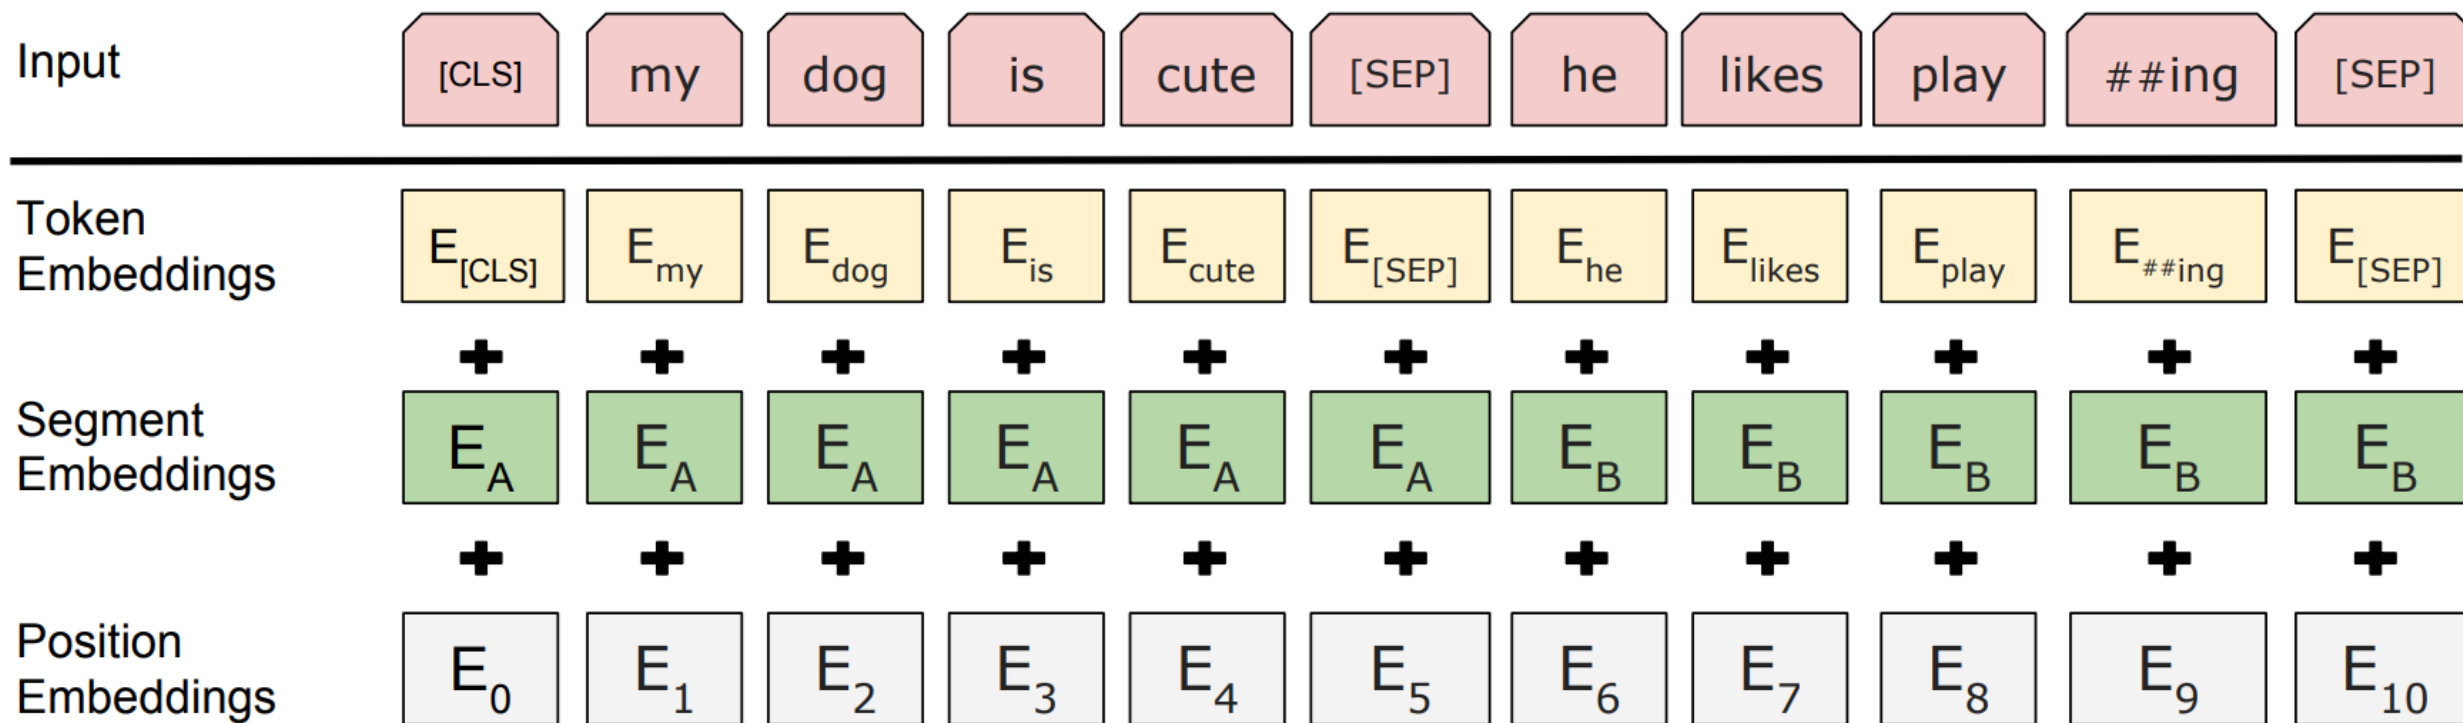 Input [CLS] my dog is cute [SEP] he likes play ##ing [SEP]
Token Embeddings E[CLS] Emy Edog Eis Ecute E[SEP] Ehe Elikes Eplay E##ing E[SEP]
+ + + + + + + + + + +
Segment Embeddings EA EA EA EA EA EA EB EB EB EB EB
+ + + + + + + + + + +
Position Embeddings E0 E1 E2 E3 E4 E5 E6 E7 E8 E9 E10